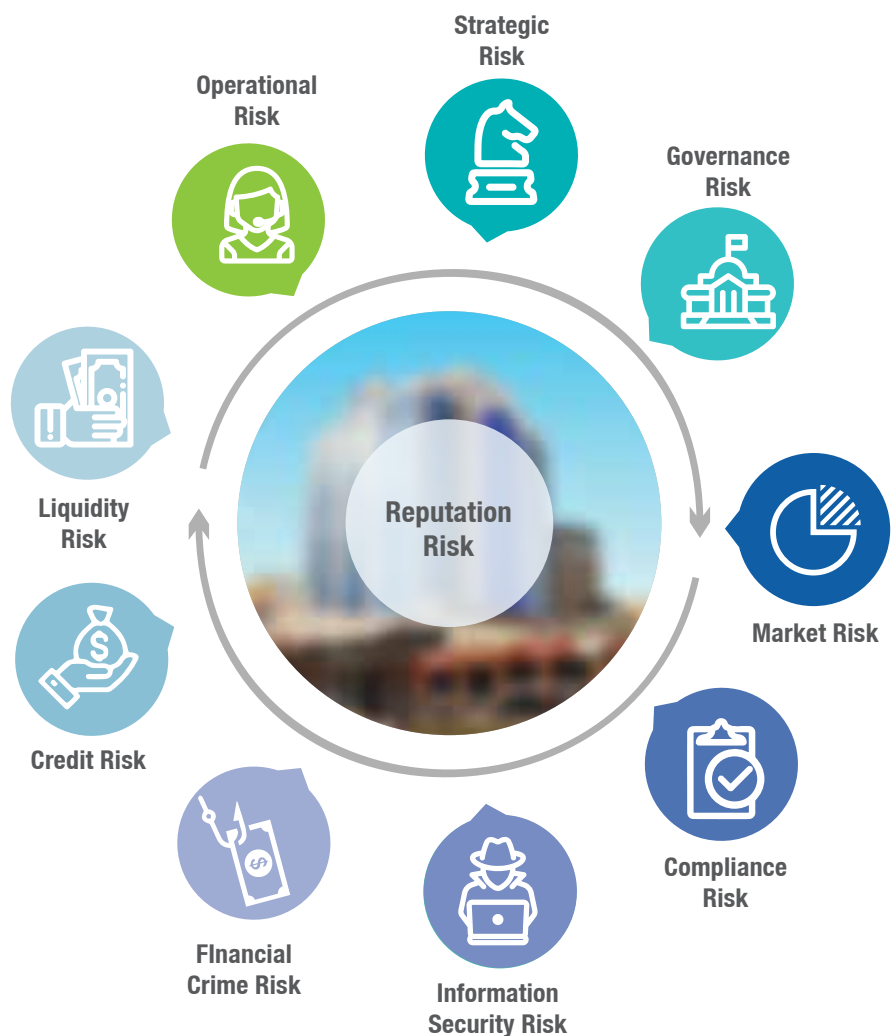 Strategic
Risk
Operational
Risk
Governance
Risk
Liquidity
Risk
Reputation
Risk
Market Risk
Credit Risk
Compliance
Risk
FInancial
Crime Risk
Information
Security Risk
$
$